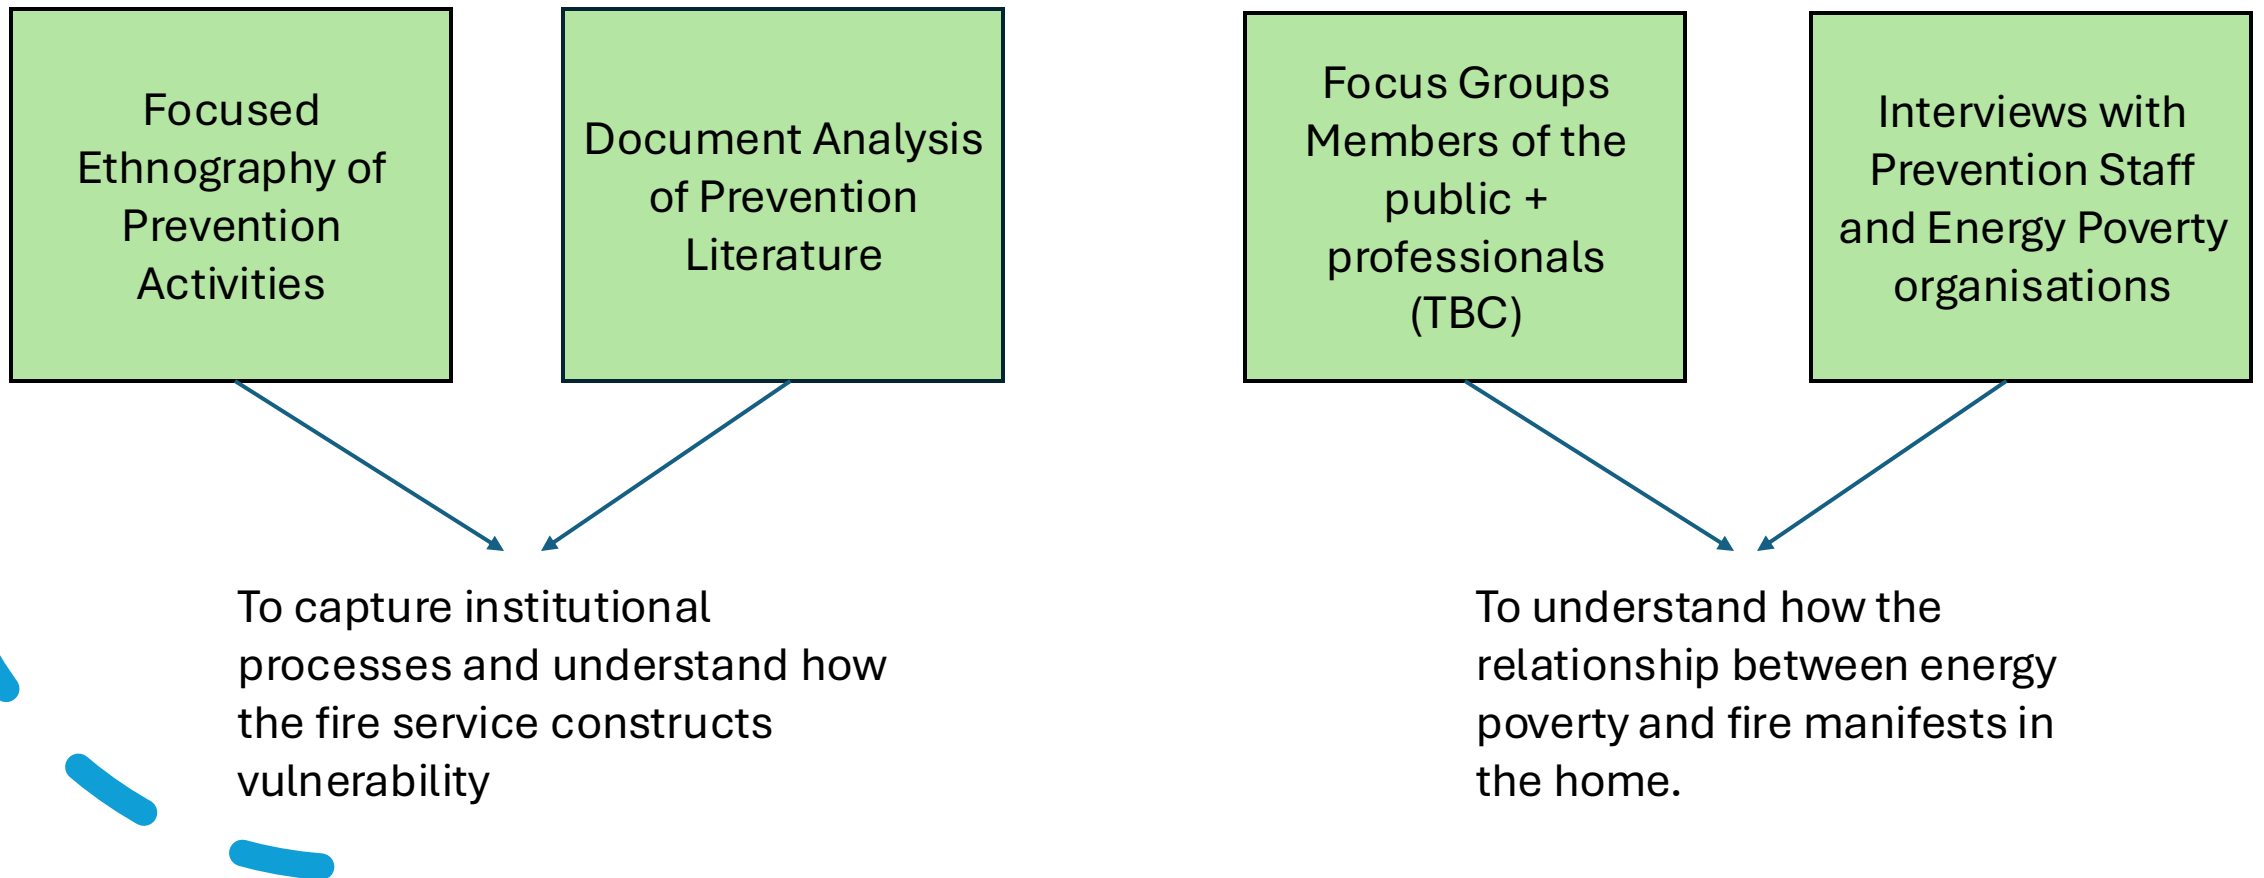 Focused
Ethnography of
Prevention
Activities
Document Analysis
of Prevention
Literature
Focus Groups
Members of the
public +
professionals
(TBC)
Interviews with
Prevention Staff
and Energy Poverty
organisations
To capture institutional
processes and understand how
the fire service constructs
vulnerability
To understand how the
relationship between energy
poverty and fire manifests in
the home.